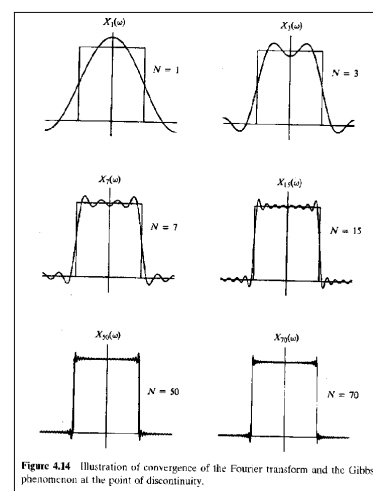 X₁(ω)
X₃(ω)
N = 1
N = 3
X₇(ω)
X₁₅(ω)
N = 7
N = 15
X₅₀(ω)
X₇₀(ω)
N = 50
N = 70
Figure 4.14 Illustration of convergence of the Fourier transform and the Gibbs
phenomenon at the point of discontinuity.